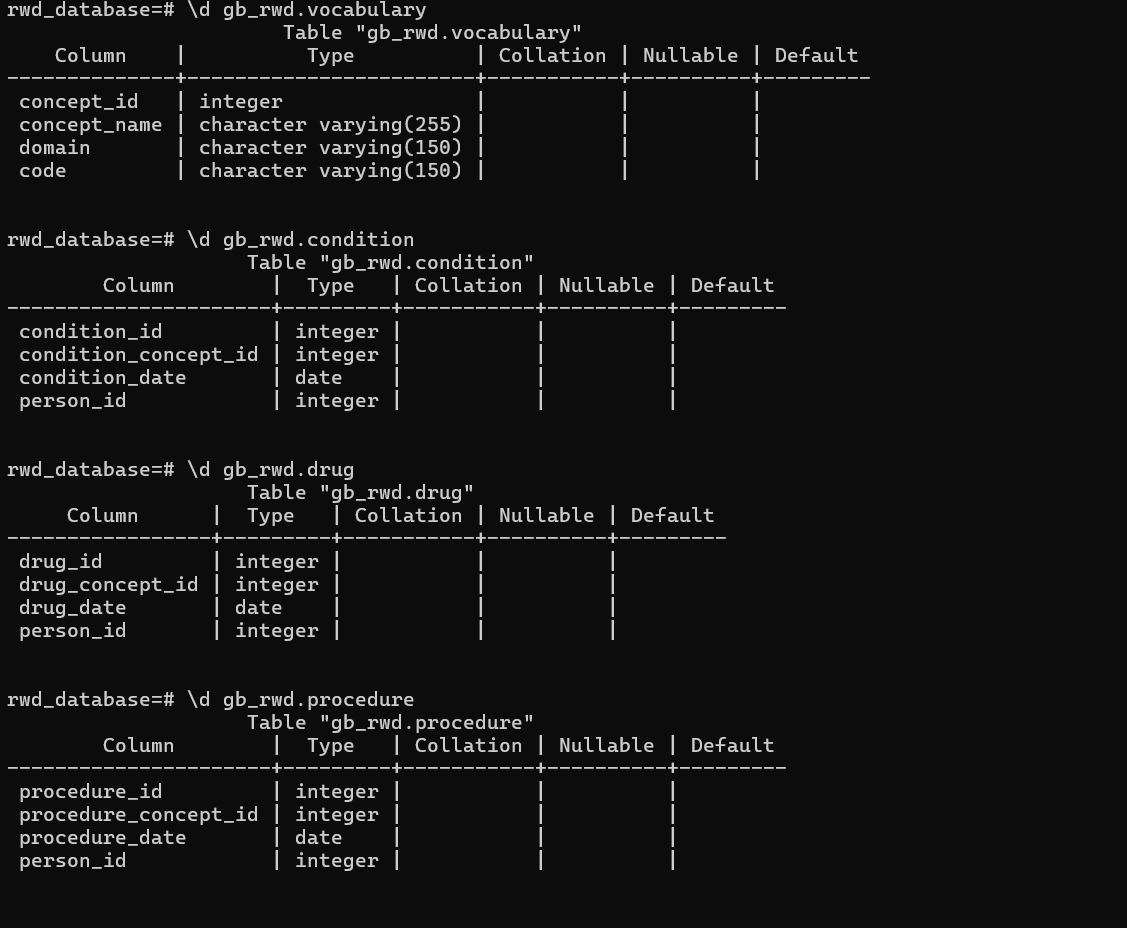 rwd_database=# \d gb_rwd.vocabulary
                       Table "gb_rwd.vocabulary"
    Column    |          Type          | Collation | Nullable | Default
--------------+------------------------+-----------+----------+---------
 concept_id   | integer                |           |          |
 concept_name | character varying(255) |           |          |
 domain       | character varying(150) |           |          |
 code         | character varying(150) |           |          |
rwd_database=# \d gb_rwd.condition
                    Table "gb_rwd.condition"
        Column        |  Type   | Collation | Nullable | Default
----------------------+---------+-----------+----------+---------
 condition_id         | integer |           |          |
 condition_concept_id | integer |           |          |
 condition_date       | date    |           |          |
 person_id            | integer |           |          |
rwd_database=# \d gb_rwd.drug
                    Table "gb_rwd.drug"
     Column      |  Type   | Collation | Nullable | Default
-----------------+---------+-----------+----------+---------
 drug_id         | integer |           |          |
 drug_concept_id | integer |           |          |
 drug_date       | date    |           |          |
 person_id       | integer |           |          |
rwd_database=# \d gb_rwd.procedure
                    Table "gb_rwd.procedure"
        Column        |  Type   | Collation | Nullable | Default
----------------------+---------+-----------+----------+---------
 procedure_id         | integer |           |          |
 procedure_concept_id | integer |           |          |
 procedure_date       | date    |           |          |
 person_id            | integer |           |          |